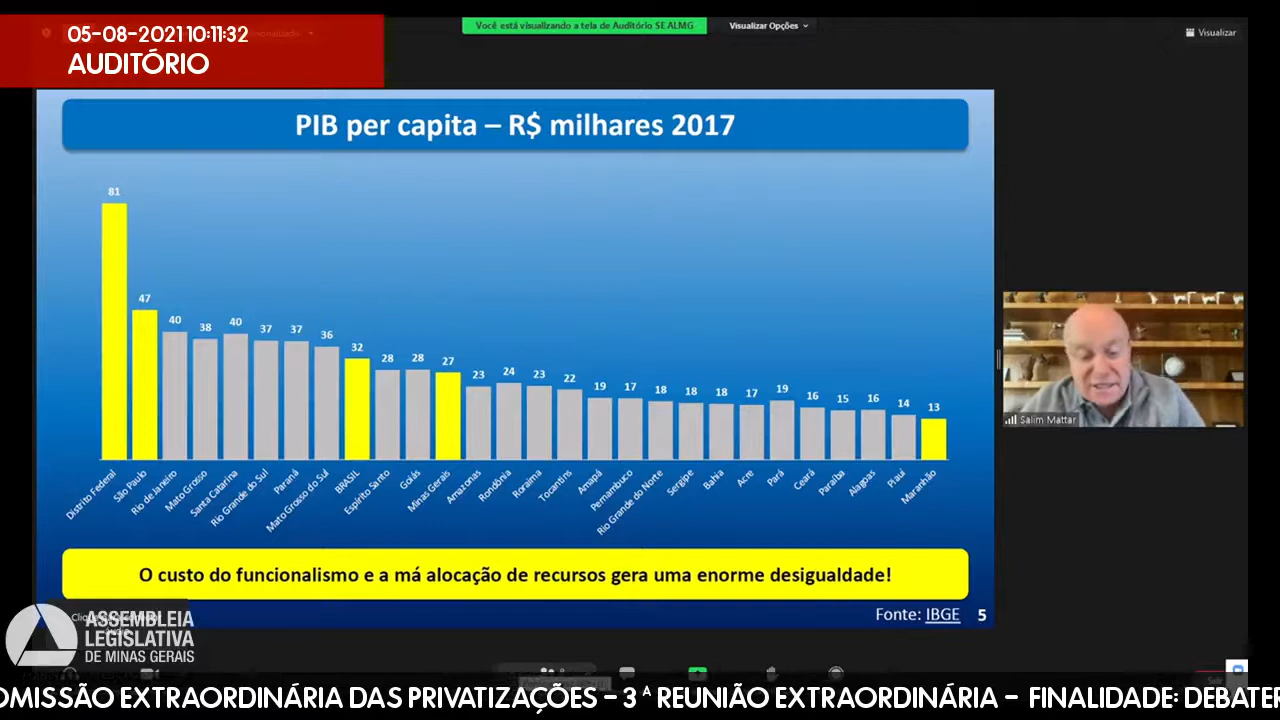 05-08-2021 10:11:32
AUDITÓRIO
Você está visualizando a tela de Auditório SE ALMG
Visualizar Opções
Visualizar
PIB per capita – R$ milhares 2017
81
47
40
38
40
37
37
36
32
28
28
27
23
24
23
22
19
17
18
18
18
17
19
16
15
16
14
13
Distrito Federal
São Paulo
Rio de Janeiro
Mato Grosso
Santa Catarina
Rio Grande do Sul
Paraná
Mato Grosso do Sul
BRASIL
Espírito Santo
Goiás
Minas Gerais
Amazonas
Rondônia
Roraima
Tocantins
Amapá
Pernambuco
Rio Grande do Norte
Sergipe
Bahia
Acre
Pará
Ceará
Paraíba
Alagoas
Piauí
Maranhão
Salim Mattar
O custo do funcionalismo e a má alocação de recursos gera uma enorme desigualdade!
Fonte: IBGE 5
ASSEMBLEIA
LEGISLATIVA
DE MINAS GERAIS
OMISSÃO EXTRAORDINÁRIA DAS PRIVATIZAÇÕES – 3ª REUNIÃO EXTRAORDINÁRIA – FINALIDADE: DEBATER